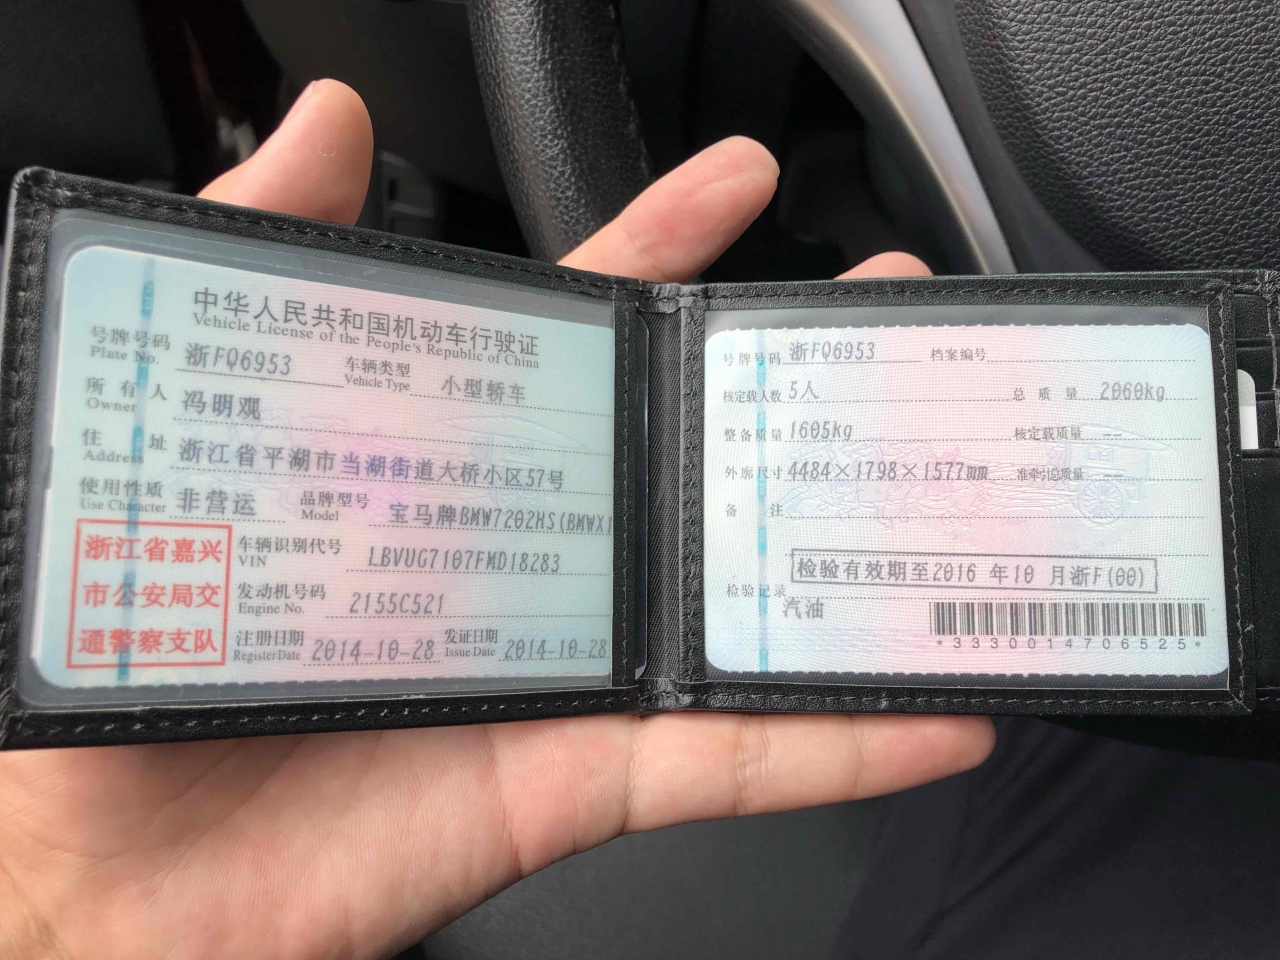 中华人民共和国机动车行驶证
Vehicle License of the People's Republic of China
号牌号码 浙FQ6953 车辆类型 小型轿车
Plate No. Vehicle Type
所有人 冯明观
Owner
住址 浙江省平湖市当湖街道大桥小区57号
Address
使用性质 非营运 品牌型号 宝马牌BMW7202HS(BMWX1
Use Character Model
浙江省嘉兴
市公安局交
通警察支队
车辆识别代号 LBVUG7107FMD18283
VIN
发动机号码 2155C521
Engine No.
注册日期 2014-10-28 发证日期 2014-10-28
Register Date Issue Date
号牌号码 浙FQ6953 档案编号
核定载人数 5人 总质量 2060kg
整备质量 1605kg 核定载质量 --
外廓尺寸 4484×1798×1577mm 准牵引总质量 --
备注
检验有效期至2016 年10 月浙F(00)
检验记录
汽油
*3330014706525*